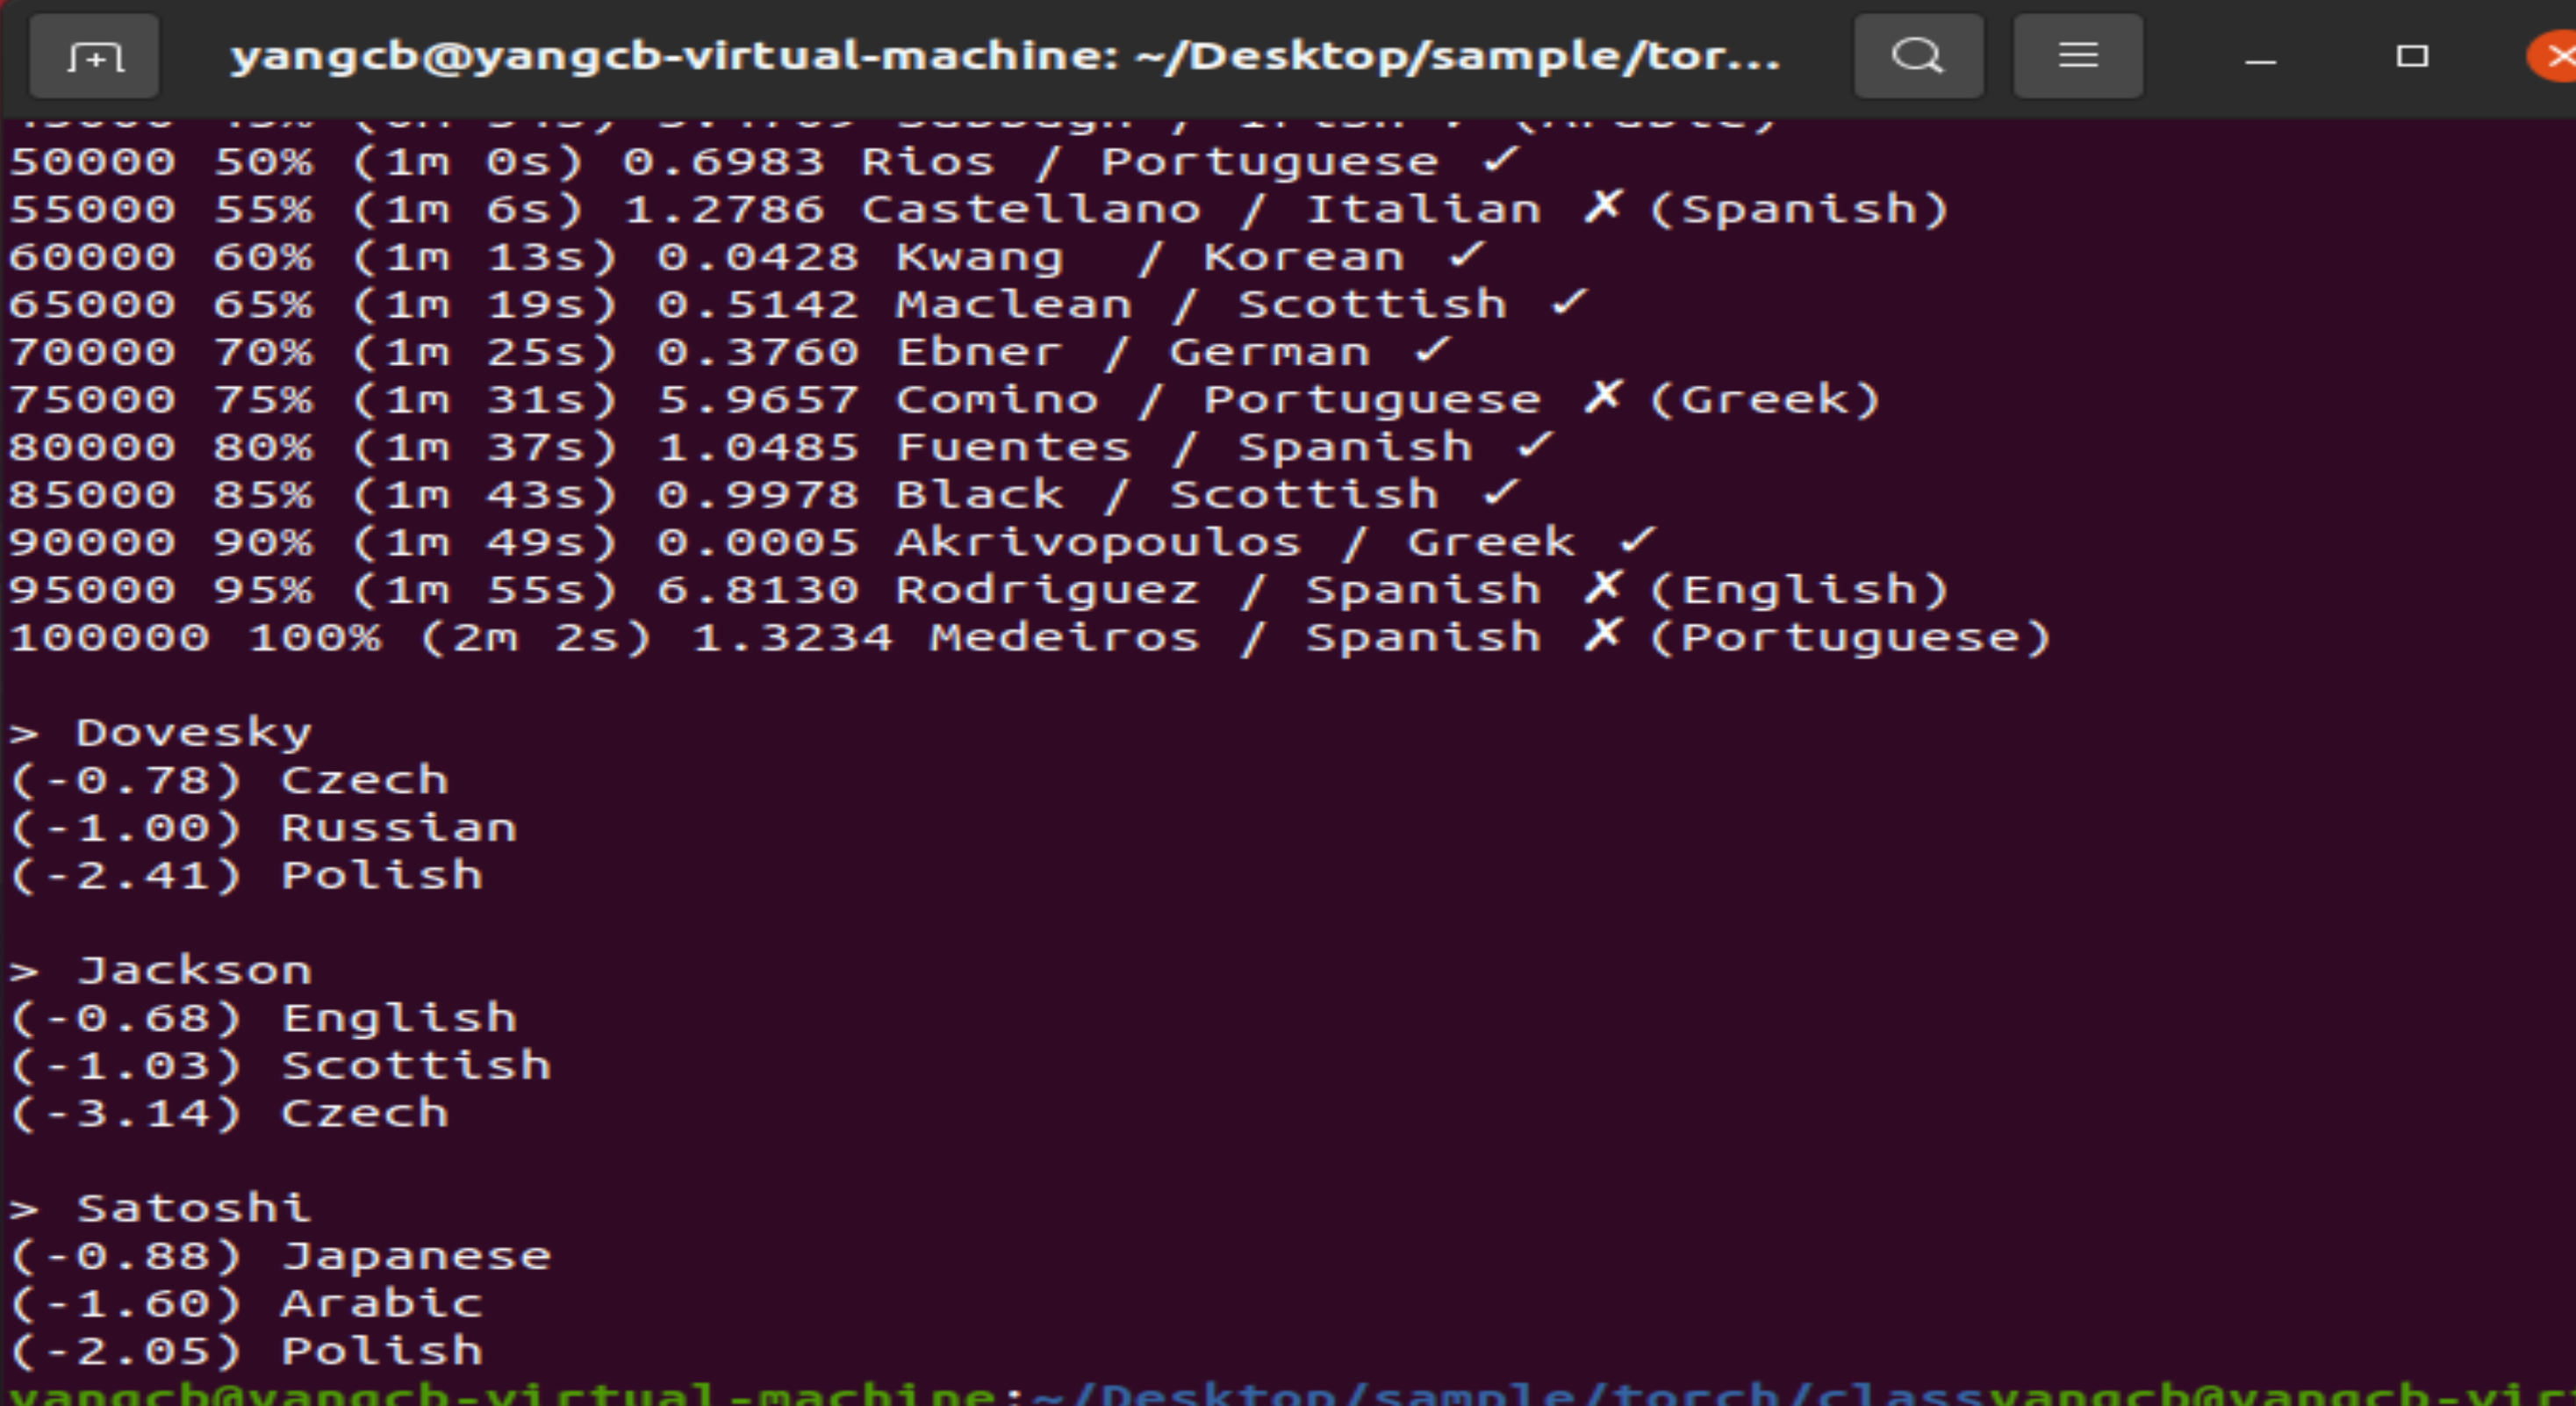 yangcb@yangcb-virtual-machine: ~/Desktop/sample/tor...
50000 50% (1m 0s) 0.6983 Rios / Portuguese ✓
55000 55% (1m 6s) 1.2786 Castellano / Italian ✗ (Spanish)
60000 60% (1m 13s) 0.0428 Kwang  / Korean ✓
65000 65% (1m 19s) 0.5142 Maclean / Scottish ✓
70000 70% (1m 25s) 0.3760 Ebner / German ✓
75000 75% (1m 31s) 5.9657 Comino / Portuguese ✗ (Greek)
80000 80% (1m 37s) 1.0485 Fuentes / Spanish ✓
85000 85% (1m 43s) 0.9978 Black / Scottish ✓
90000 90% (1m 49s) 0.0005 Akrivopoulos / Greek ✓
95000 95% (1m 55s) 6.8130 Rodriguez / Spanish ✗ (English)
100000 100% (2m 2s) 1.3234 Medeiros / Spanish ✗ (Portuguese)
> Dovesky
(-0.78) Czech
(-1.00) Russian
(-2.41) Polish
> Jackson
(-0.68) English
(-1.03) Scottish
(-3.14) Czech
> Satoshi
(-0.88) Japanese
(-1.60) Arabic
(-2.05) Polish
yangcb@yangcb-virtual-machine:~/Desktop/sample/torch/classyangcb@yangcb-virt